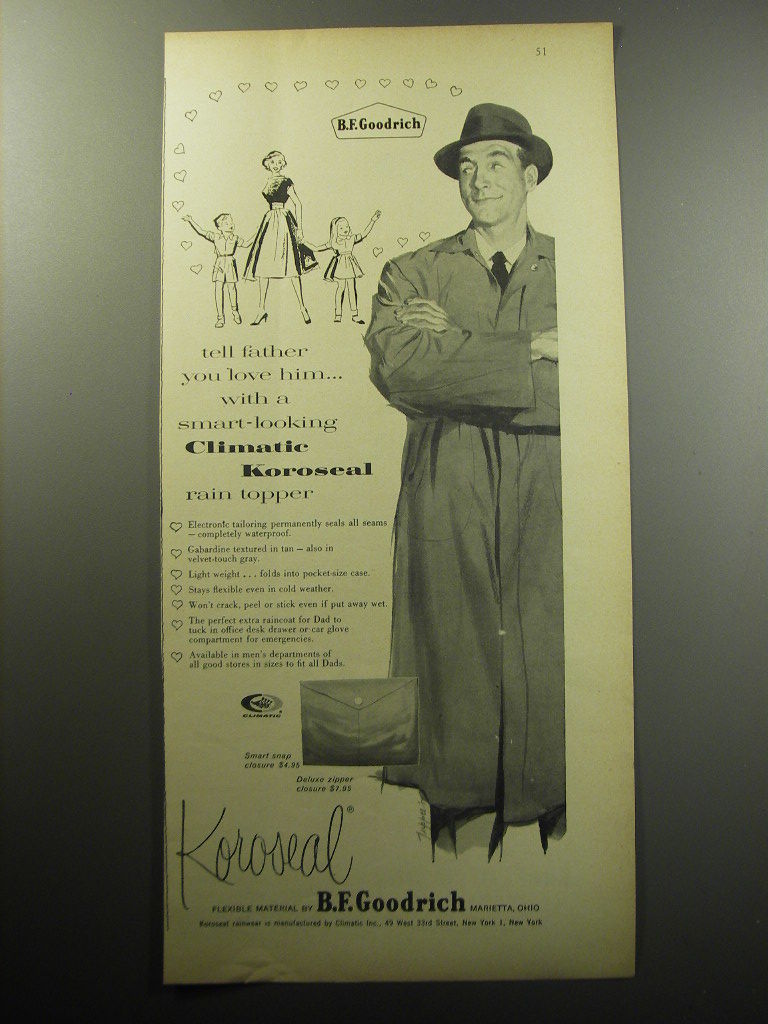 51
B.F. Goodrich
tell father
you love him...
with a
smart-looking
Climatic
Koroseal
rain topper
Electronic tailoring permanently seals all seams
— completely waterproof.
Gabardine textured in tan — also in
velvet-touch gray.
Light weight . . . folds into pocket-size case.
Stays flexible even in cold weather.
Won't crack, peel or stick even if put away wet.
The perfect extra raincoat for Dad to
tuck in office desk drawer or car glove
compartment for emergencies.
Available in men's departments of
all good stores in sizes to fit all Dads.
CLIMATIC
Smart snap
closure $4.95
Deluxe zipper
closure $7.95
Koroseal®
FLEXIBLE MATERIAL BY B.F. Goodrich MARIETTA, OHIO
Koroseal rainwear is manufactured by Climatic Inc., 49 West 33rd Street, New York 1, New York